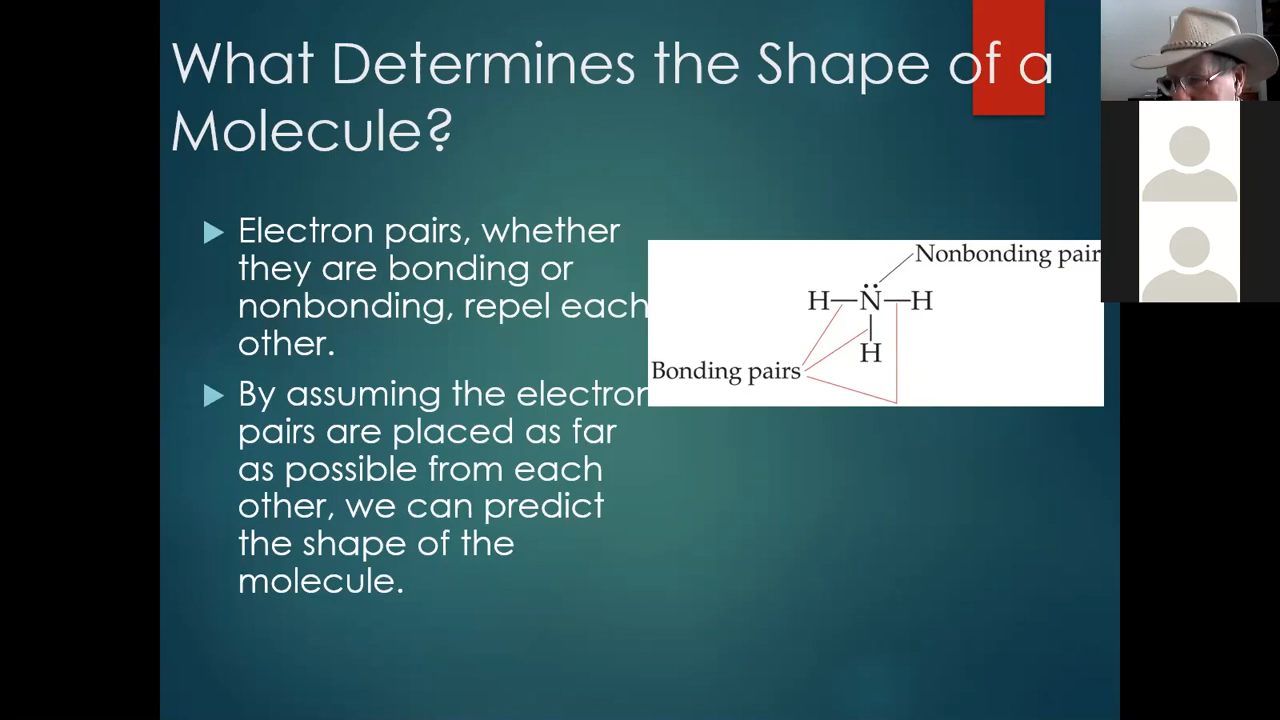 What Determines the Shape of a
Molecule?
Electron pairs, whether
they are bonding or
nonbonding, repel each
other.
By assuming the electron
pairs are placed as far
as possible from each
other, we can predict
the shape of the
molecule.
Nonbonding pair
H—N̈—H
H
Bonding pairs